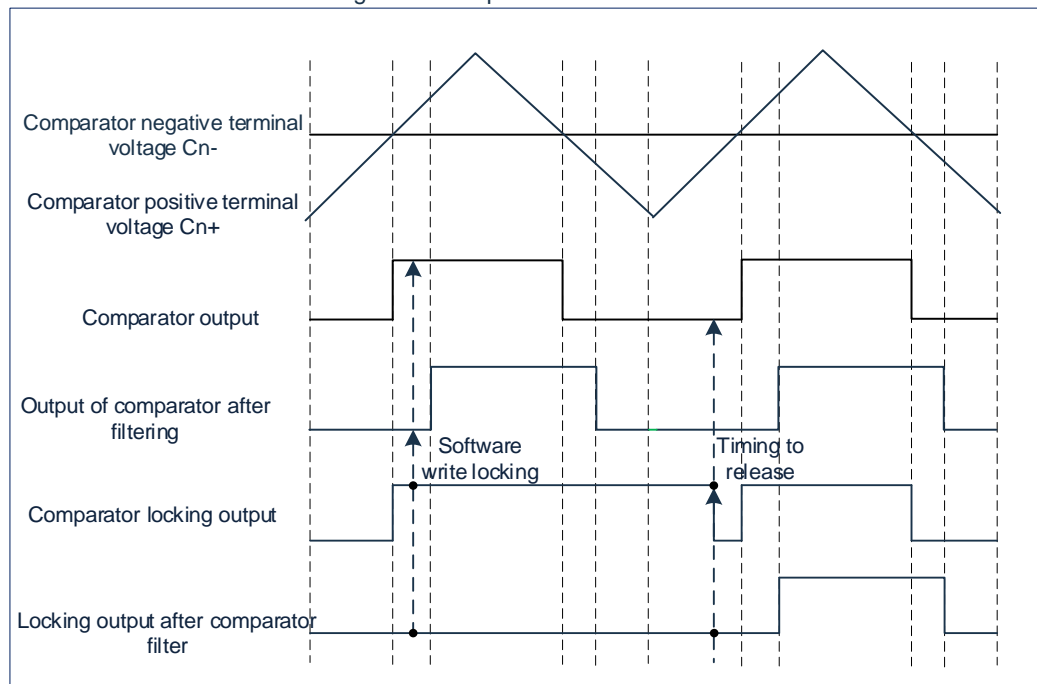 Comparator negative terminal
voltage Cn-
Comparator positive terminal
voltage Cn+
Comparator output
Output of comparator after
filtering
Software
write locking
Timing to
release
Comparator locking output
Locking output after comparator
filter